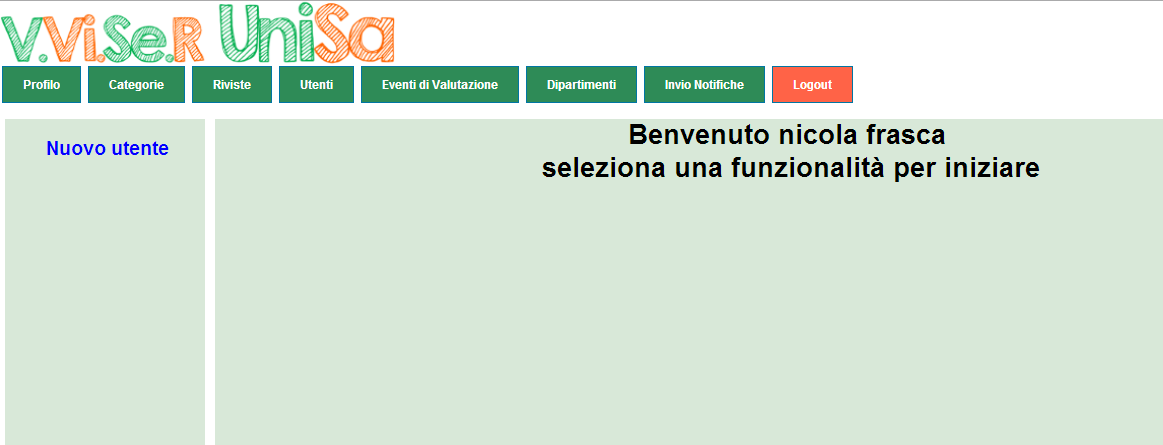 V.Vi.Se.R UniSa
Profilo Categorie Riviste Utenti Eventi di Valutazione Dipartimenti Invio Notifiche Logout
Nuovo utente
Benvenuto nicola frasca
seleziona una funzionalità per iniziare